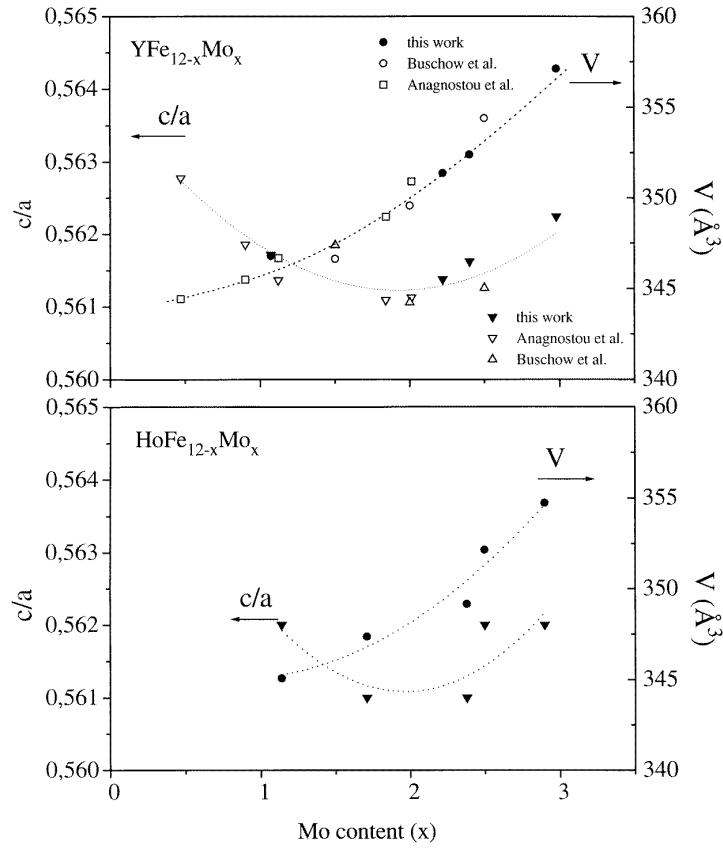 YFe12-xMox
this work
Buschow et al.
Anagnostou et al.
V
c/a
this work
Anagnostou et al.
Buschow et al.
0,565
0,564
0,563
0,562
0,561
0,560
c/a
360
355
350
345
340
V (Å3)
HoFe12-xMox
V
c/a
0,565
0,564
0,563
0,562
0,561
0,560
c/a
360
355
350
345
340
V (Å3)
0 1 2 3
Mo content (x)